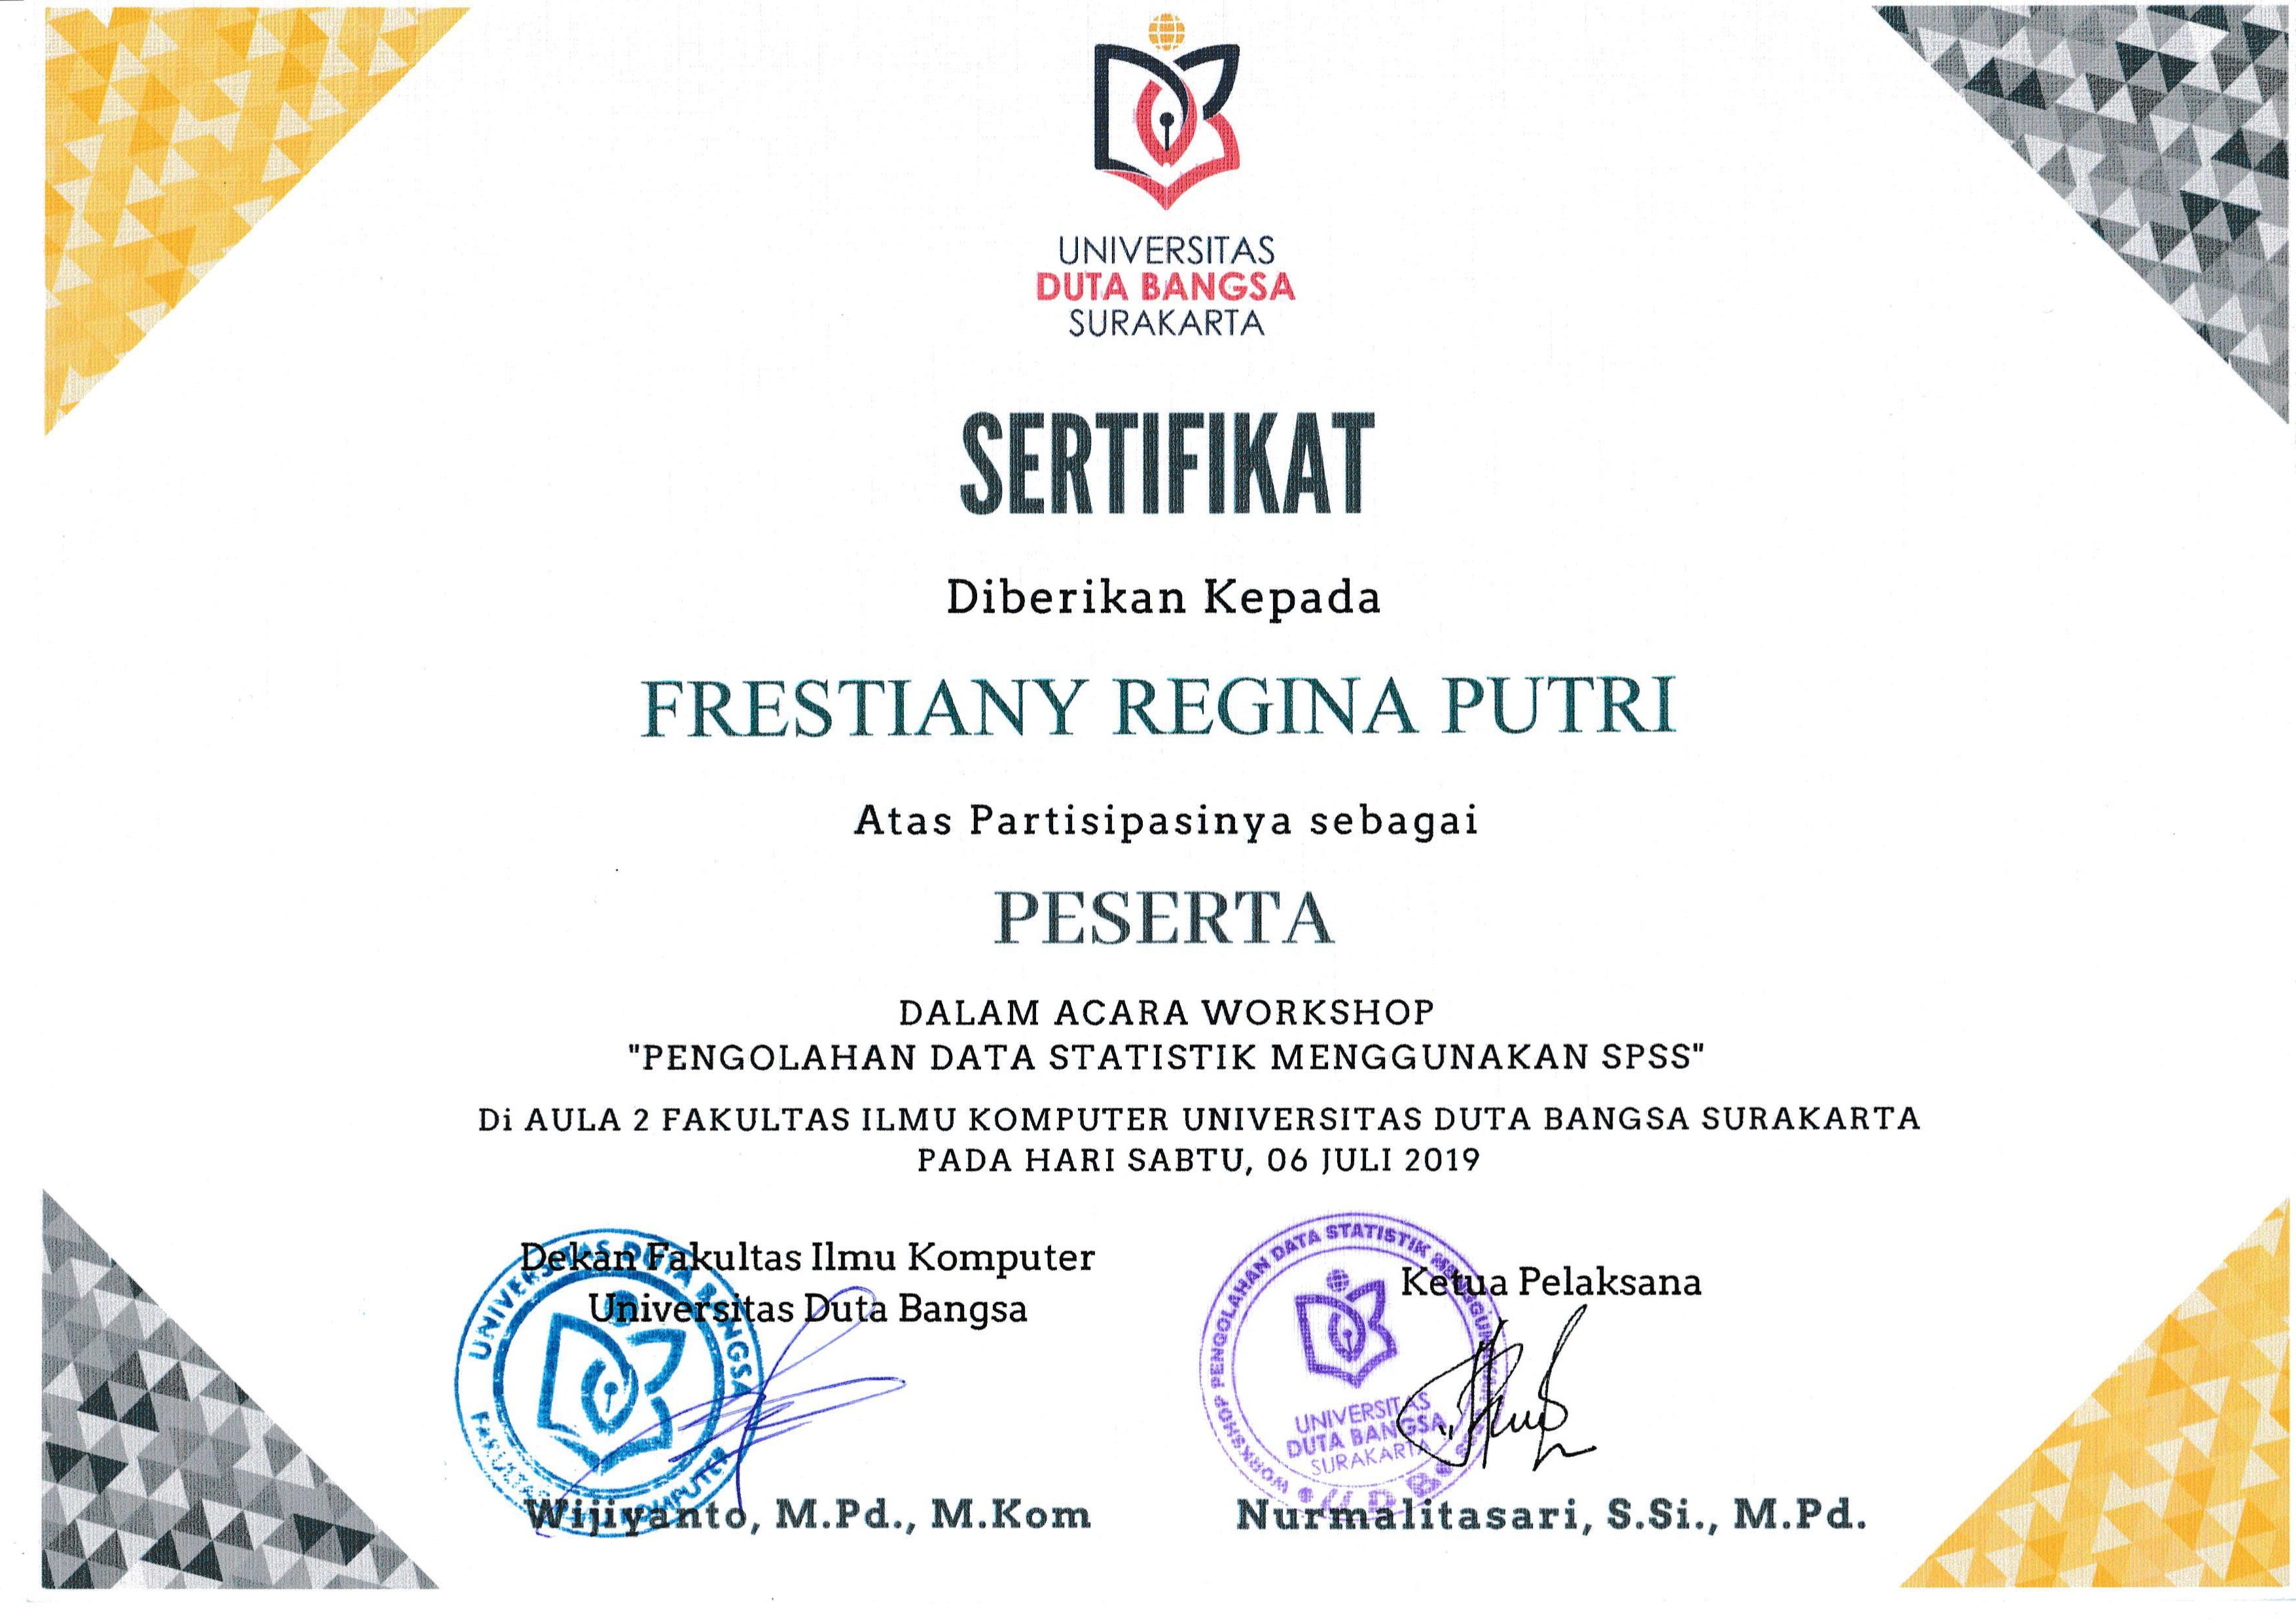 UNIVERSITAS
DUTA BANGSA
SURAKARTA
SERTIFIKAT
Diberikan Kepada
FRESTIANY REGINA PUTRI
Atas Partisipasinya sebagai
PESERTA
DALAM ACARA WORKSHOP
"PENGOLAHAN DATA STATISTIK MENGGUNAKAN SPSS"
Di AULA 2 FAKULTAS ILMU KOMPUTER UNIVERSITAS DUTA BANGSA SURAKARTA
PADA HARI SABTU, 06 JULI 2019
Dekan Fakultas Ilmu Komputer
Universitas Duta Bangsa
UNIVERSITAS DUTA BANGSA
FAKULTAS KOMPUTER
Wijiyanto, M.Pd., M.Kom
Ketua Pelaksana
WORKSHOP PENGOLAHAN DATA STATISTIK
UNIVERSITAS
DUTA BANGSA
SURAKARTA
UDB
Nurmalitasari, S.Si., M.Pd.